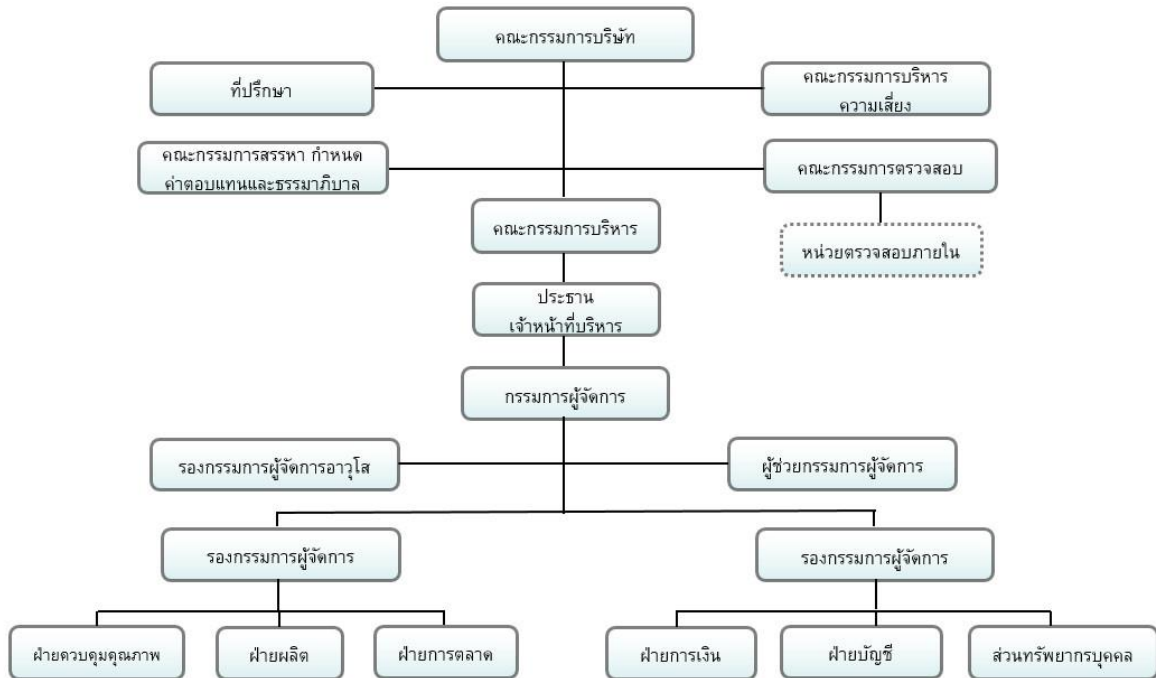 คณะกรรมการบริษัท
ที่ปรึกษา
คณะกรรมการบริหาร
ความเสี่ยง
คณะกรรมการสรรหา กำหนด
ค่าตอบแทนและธรรมาภิบาล
คณะกรรมการตรวจสอบ
คณะกรรมการบริหาร
หน่วยตรวจสอบภายใน
ประธาน
เจ้าหน้าที่บริหาร
กรรมการผู้จัดการ
รองกรรมการผู้จัดการอาวุโส
ผู้ช่วยกรรมการผู้จัดการ
รองกรรมการผู้จัดการ
รองกรรมการผู้จัดการ
ฝ่ายควบคุมคุณภาพ
ฝ่ายผลิต
ฝ่ายการตลาด
ฝ่ายการเงิน
ฝ่ายบัญชี
ส่วนทรัพยากรบุคคล